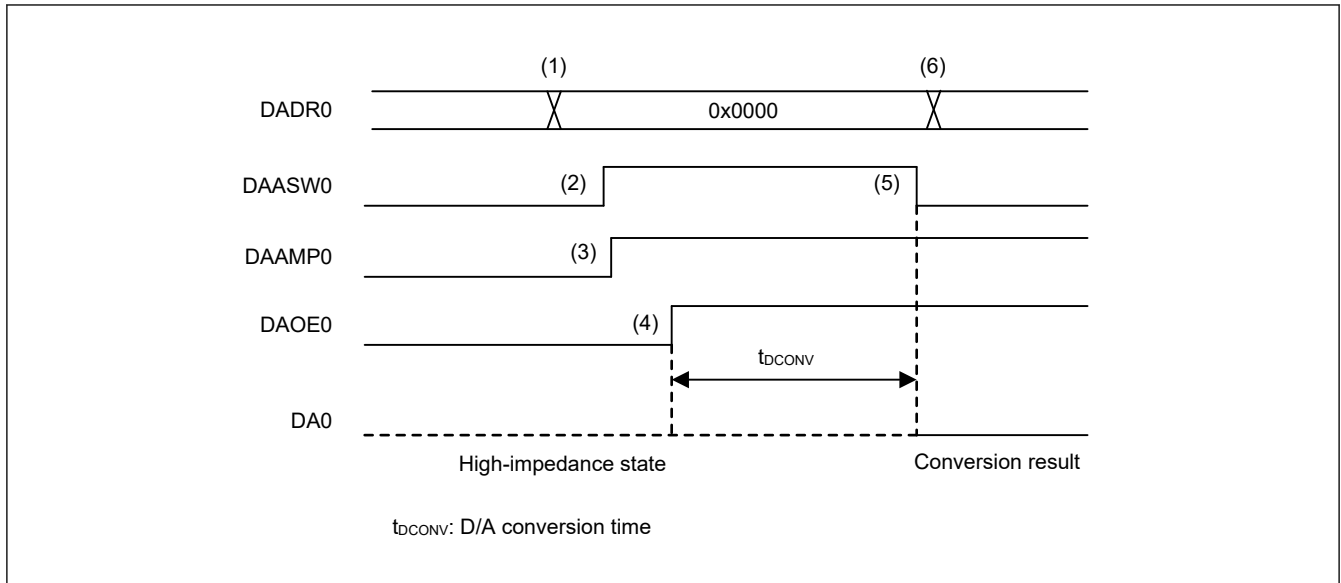 (1) (6)
DADR0 0x0000
DAASW0 (2) (5)
DAAMP0 (3)
DAOE0 (4)
tDCONV
DA0
High-impedance state Conversion result
tDCONV: D/A conversion time